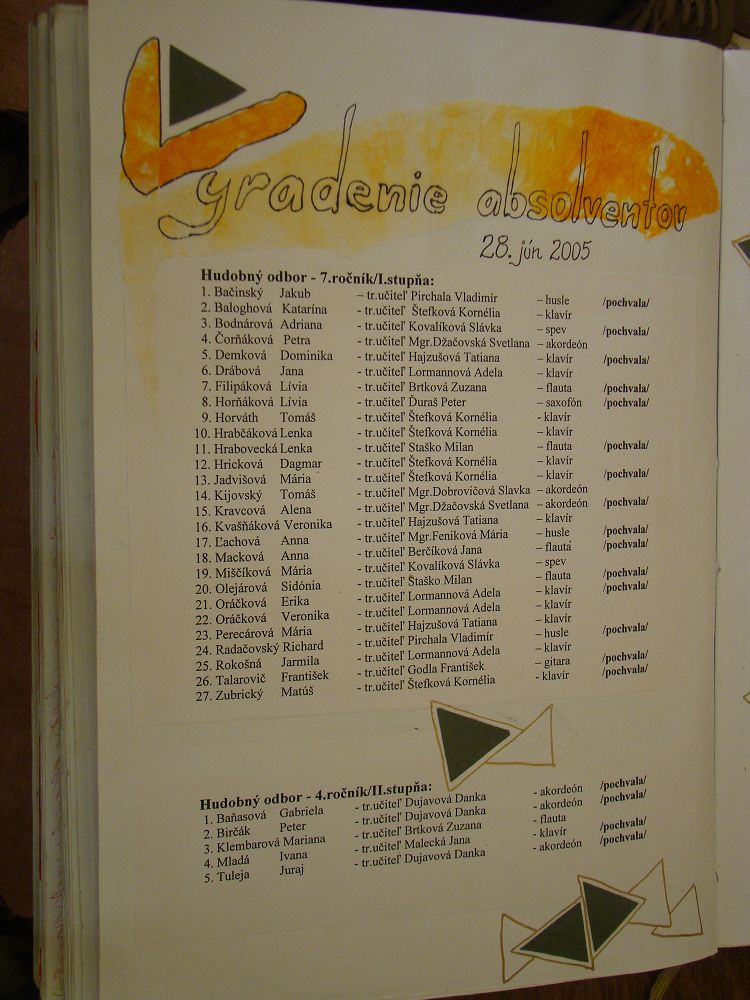 Vyradenie absolventov
28. jún 2005
Hudobný odbor - 7.ročník/I.stupňa:
1. Bačinský Jakub – tr.učiteľ Pirchala Vladimír – husle /pochvala/
2. Baloghová Katarína - tr.učiteľ Štefková Kornélia – klavír
3. Bodnárová Adriana - tr.učiteľ Kovalíková Slávka – spev /pochvala/
4. Čorňáková Petra - tr.učiteľ Mgr.Džačovská Svetlana – akordeón
5. Demková Dominika - tr.učiteľ Hajzušová Tatiana – klavír /pochvala/
6. Drábová Jana - tr.učiteľ Lormannová Adela – klavír
7. Filipáková Lívia - tr.učiteľ Brtková Zuzana – flauta /pochvala/
8. Horňáková Lívia - tr.učiteľ Ďuraš Peter – saxofón /pochvala/
9. Horváth Tomáš - tr.učiteľ Štefková Kornélia - klavír
10. Hrabčáková Lenka - tr.učiteľ Štefková Kornélia – klavír
11. Hrabovecká Lenka - tr.učiteľ Staško Milan – flauta /pochvala/
12. Hricková Dagmar - tr.učiteľ Štefková Kornélia – klavír
13. Jadvišová Mária - tr.učiteľ Štefková Kornélia – klavír /pochvala/
14. Kijovský Tomáš - tr.učiteľ Mgr.Dobrovičová Slavka – akordeón
15. Kravcová Alena - tr.učiteľ Mgr.Džačovská Svetlana – akordeón /pochvala/
16. Kvašňáková Veronika - tr.učiteľ Hajzušová Tatiana – klavír
17. Ľachová Anna - tr.učiteľ Mgr.Feniková Mária – husle /pochvala/
18. Macková Anna - tr.učiteľ Berčíková Jana – flauta /pochvala/
19. Miščíková Mária - tr.učiteľ Kovalíková Slávka – spev
20. Olejárová Sidónia - tr.učiteľ Štaško Milan – flauta /pochvala/
21. Oráčková Erika - tr.učiteľ Lormannová Adela – klavír /pochvala/
22. Oráčková Veronika - tr.učiteľ Lormannová Adela – klavír
23. Perecárová Mária - tr.učiteľ Hajzušová Tatiana – klavír
24. Radačovský Richard - tr.učiteľ Pirchala Vladimír – husle /pochvala/
25. Rokošná Jarmila - tr.učiteľ Lormannová Adela – klavír
26. Talarovič František - tr.učiteľ Godla František – gitara /pochvala/
27. Zubrický Matúš - tr.učiteľ Štefková Kornélia - klavír /pochvala/
Hudobný odbor - 4.ročník/II.stupňa:
1. Baňasová Gabriela - tr.učiteľ Dujavová Danka - akordeón /pochvala/
2. Birčák Peter - tr.učiteľ Dujavová Danka - akordeón /pochvala/
3. Klembarová Mariana - tr.učiteľ Brtková Zuzana - flauta
4. Mladá Ivana - tr.učiteľ Malecká Jana - klavír /pochvala/
5. Tuleja Juraj - tr.učiteľ Dujavová Danka - akordeón /pochvala/